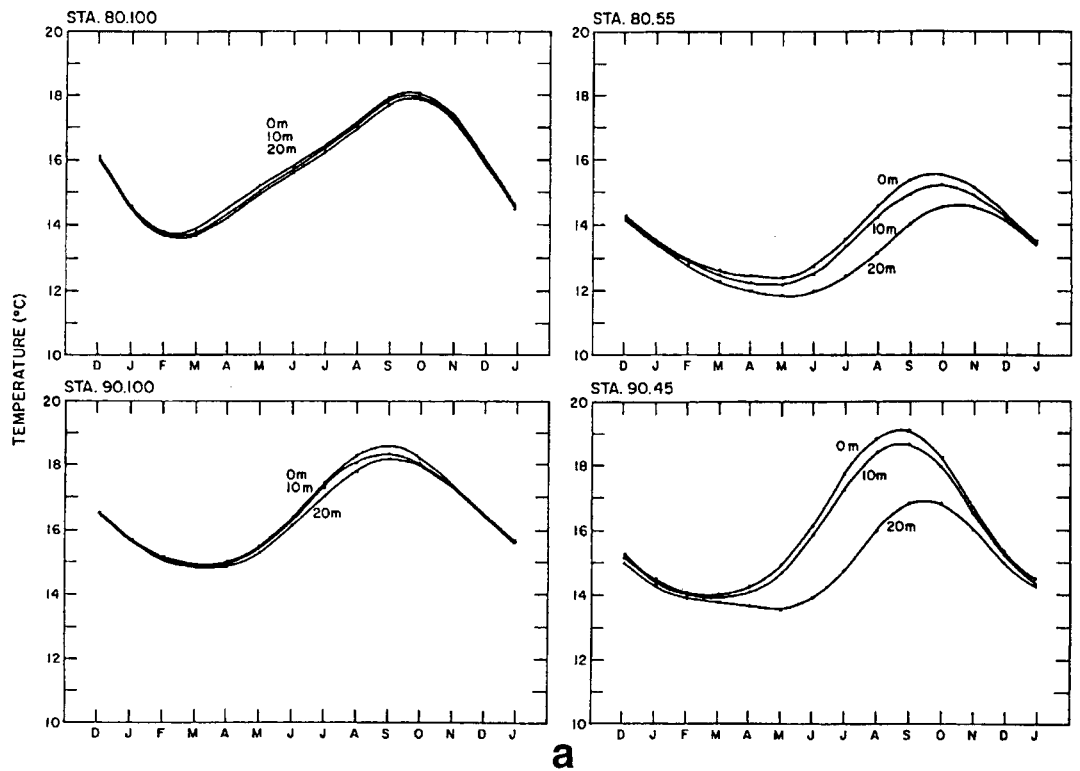 STA. 80.100
20
18
16
14
12
10
0m
10m
20m
D J F M A M J J A S O N D J
STA. 80.55
20
18
16
14
12
10
0m
10m
20m
D J F M A M J J A S O N D J
TEMPERATURE (°C)
STA. 90.100
20
18
16
14
12
10
0m
10m
20m
D J F M A M J J A S O N D J
STA. 90.45
20
18
16
14
12
10
0m
10m
20m
D J F M A M J J A S O N D J
a